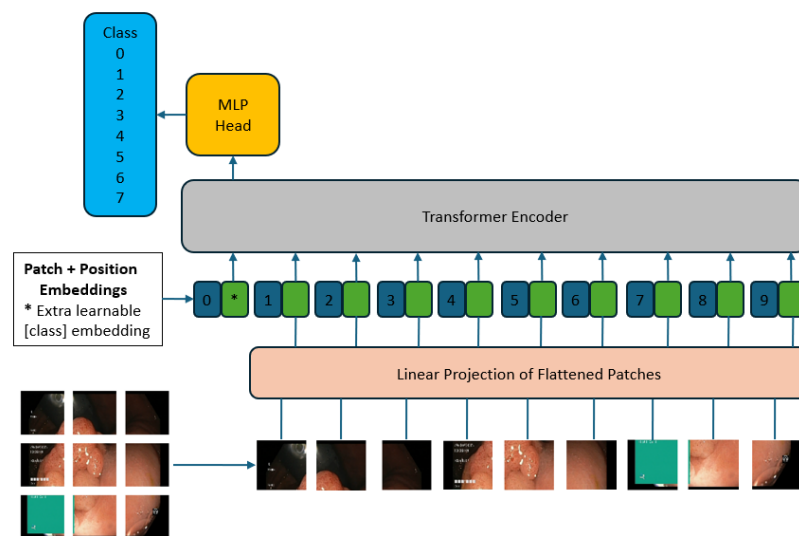 Class
0
1
2
3
4
5
6
7
MLP
Head
Transformer Encoder
Patch + Position
Embeddings
* Extra learnable
[class] embedding
0 * 1 2 3 4 5 6 7 8 9
Linear Projection of Flattened Patches